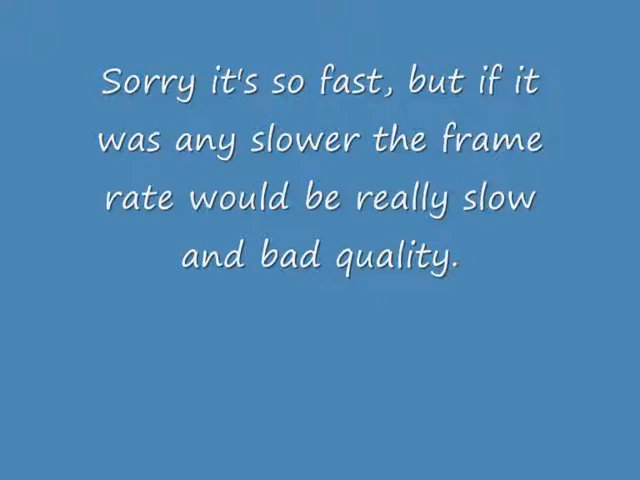 Sorry it's so fast, but if it
was any slower the frame
rate would be really slow
and bad quality.